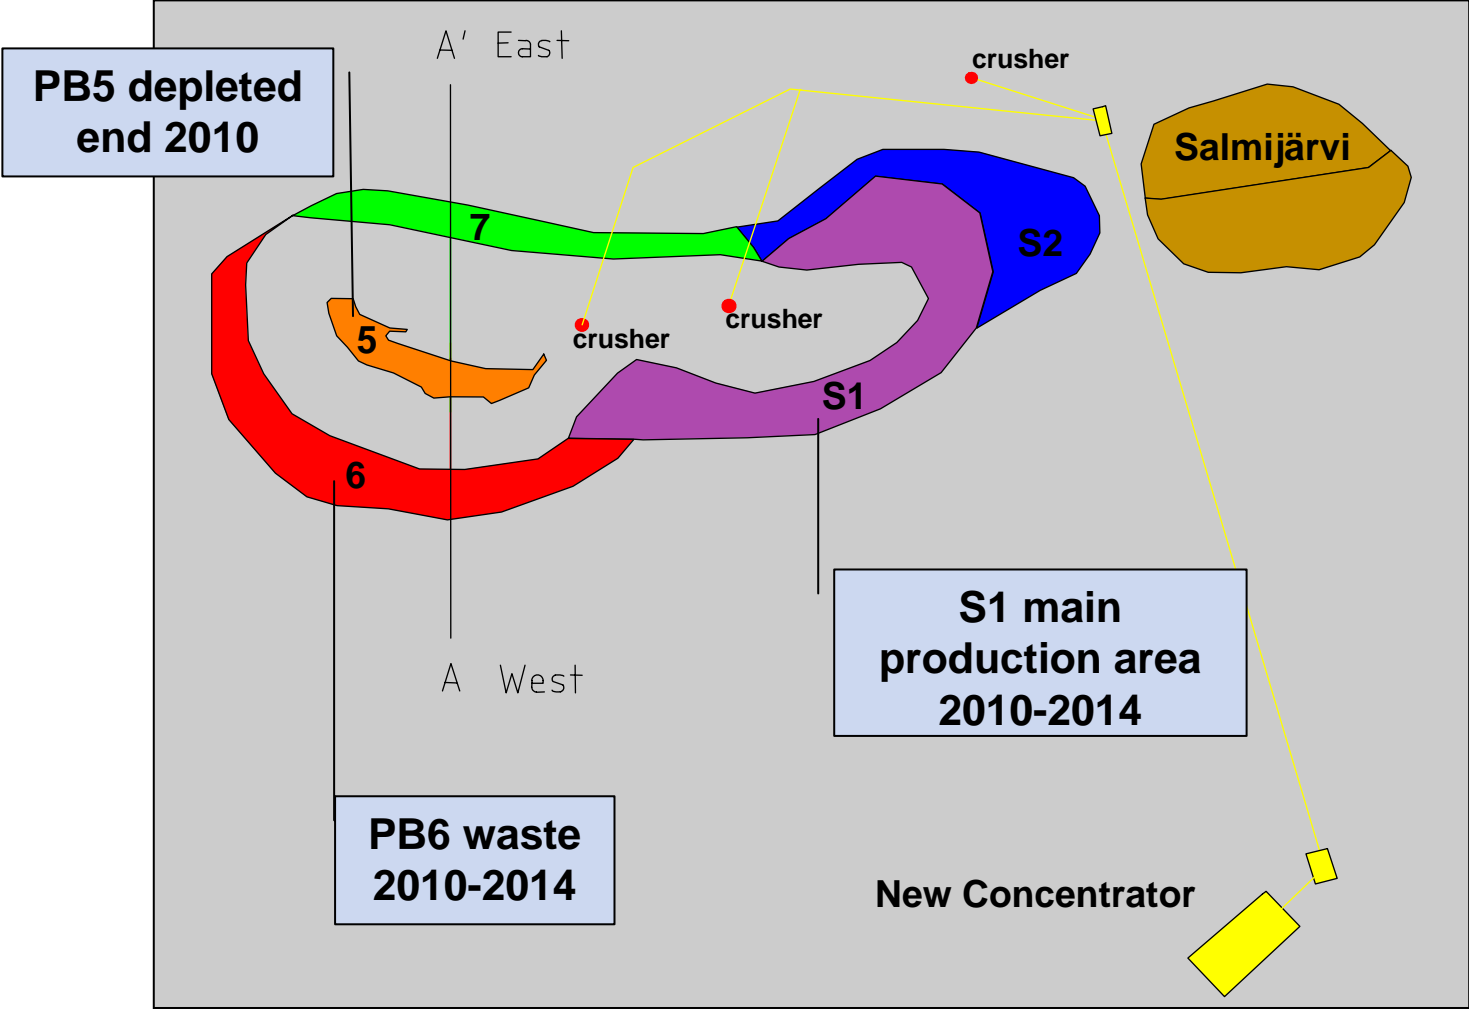 A' East
crusher
PB5 depleted
end 2010
Salmijärvi
7
S2
crusher
crusher
5
S1
6
S1 main
production area
2010-2014
A West
PB6 waste
2010-2014
New Concentrator